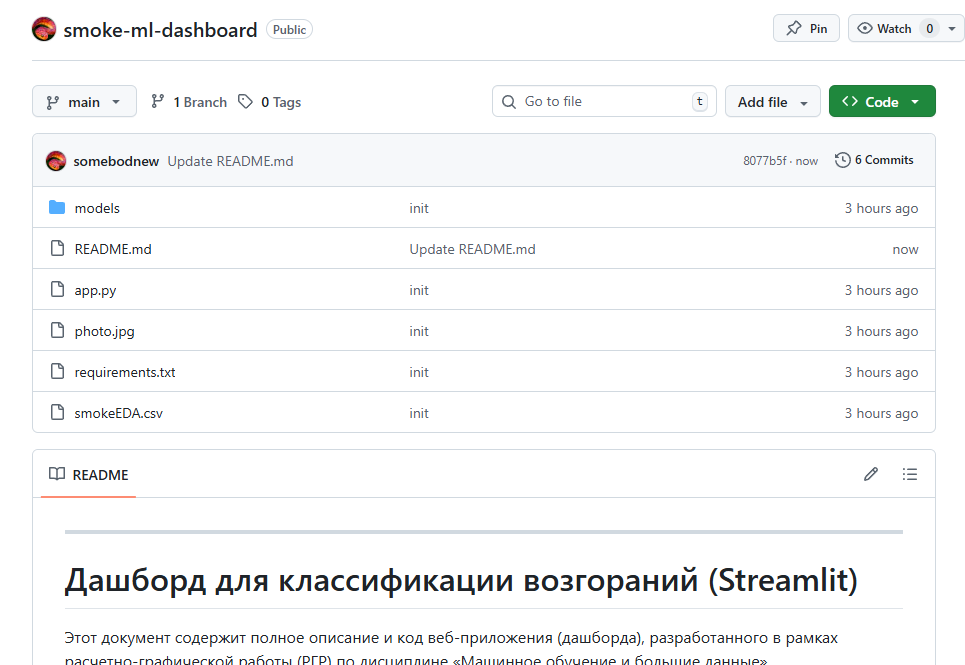 smoke-ml-dashboard Public Pin Watch 0
main 1 Branch 0 Tags Go to file t Add file Code
somebodnew Update README.md 8077b5f · now 6 Commits
models init 3 hours ago
README.md Update README.md now
app.py init 3 hours ago
photo.jpg init 3 hours ago
requirements.txt init 3 hours ago
smokeEDA.csv init 3 hours ago
README
Дашборд для классификации возгораний (Streamlit)
Этот документ содержит полное описание и код веб-приложения (дашборда), разработанного в рамках
расчетно-графической работы (РГР) по дисциплине «Машинное обучение и большие данные»